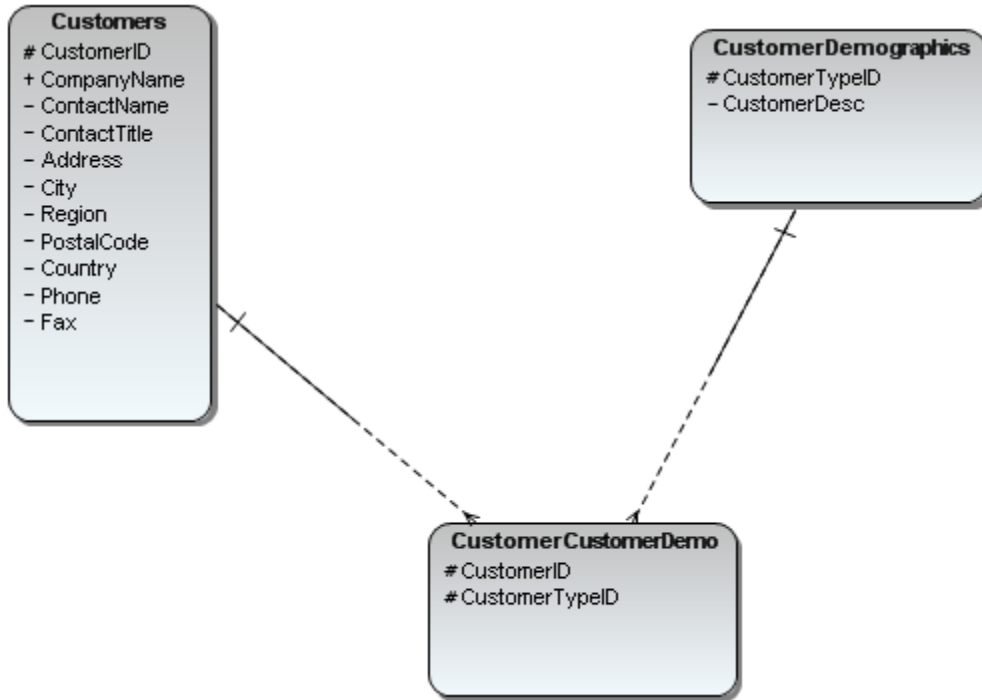 Customers
# CustomerID
+ CompanyName
- ContactName
- ContactTitle
- Address
- City
- Region
- PostalCode
- Country
- Phone
- Fax
CustomerDemographics
# CustomerTypeID
- CustomerDesc
CustomerCustomerDemo
# CustomerID
# CustomerTypeID